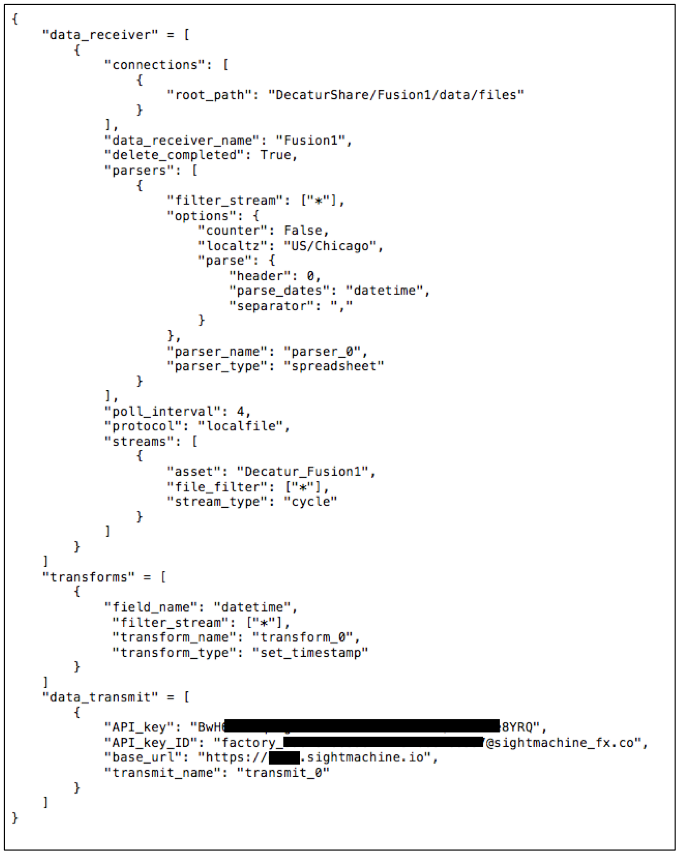 {
"data_receiver" = [
{
"connections": [
{
"root_path": "DecaturShare/Fusion1/data/files"
}
],
"data_receiver_name": "Fusion1",
"delete_completed": True,
"parsers": [
{
"filter_stream": ["*"],
"options": {
"counter": False,
"localtz": "US/Chicago",
"parse": {
"header": 0,
"parse_dates": "datetime",
"separator": ","
}
},
"parser_name": "parser_0",
"parser_type": "spreadsheet"
}
],
"poll_interval": 4,
"protocol": "localfile",
"streams": [
{
"asset": "Decatur_Fusion1",
"file_filter": ["*"],
"stream_type": "cycle"
}
]
}
]
"transforms" = [
{
"field_name": "datetime",
"filter_stream": ["*"],
"transform_name": "transform_0",
"transform_type": "set_timestamp"
}
]
"data_transmit" = [
{
"API_key": "BwH 8YRQ",
"API_key_ID": "factory_ @sightmachine_fx.co",
"base_url": "https:// .sightmachine.io",
"transmit_name": "transmit_0"
}
]
}